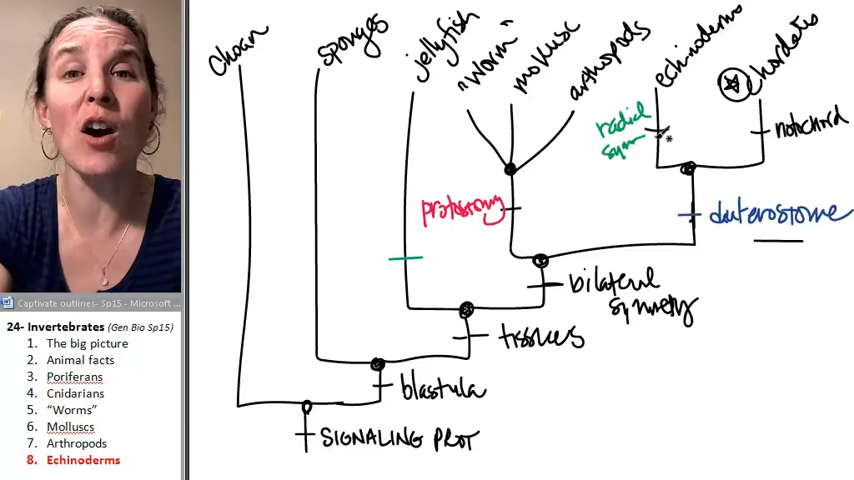 choan
sponges
jellyfish
"worm"
mollusc
arthropods
echinoderms
chordates
radial
symm
notochord
protostomy
deuterostome
bilateral
symmetry
tissues
blastula
SIGNALING PROT
Captivate outlines- Sp15 - Microsoft ...
24- Invertebrates (Gen Bio Sp15)
1. The big picture
2. Animal facts
3. Poriferans
4. Cnidarians
5. "Worms"
6. Molluscs
7. Arthropods
8. Echinoderms